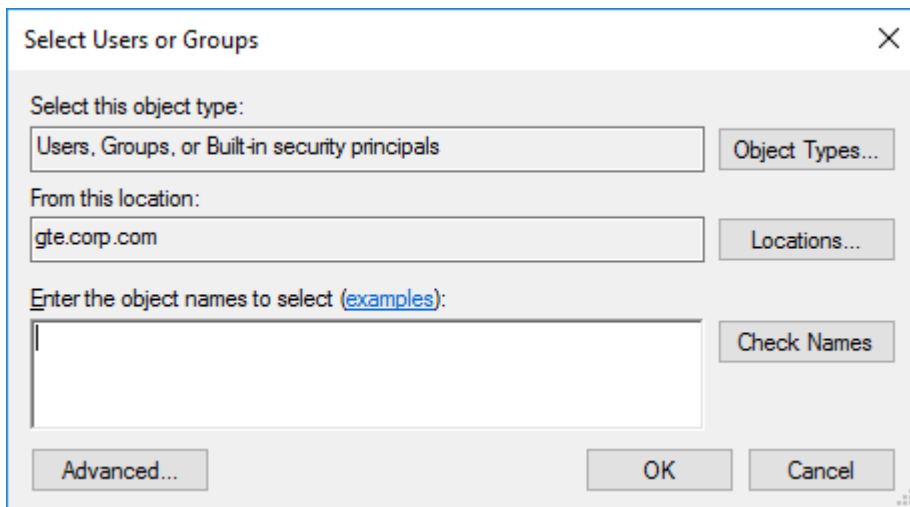 Select Users or Groups
Select this object type:
Users, Groups, or Built-in security principals
Object Types...
From this location:
gte.corp.com
Locations...
Enter the object names to select (examples):
Check Names
Advanced...
OK
Cancel